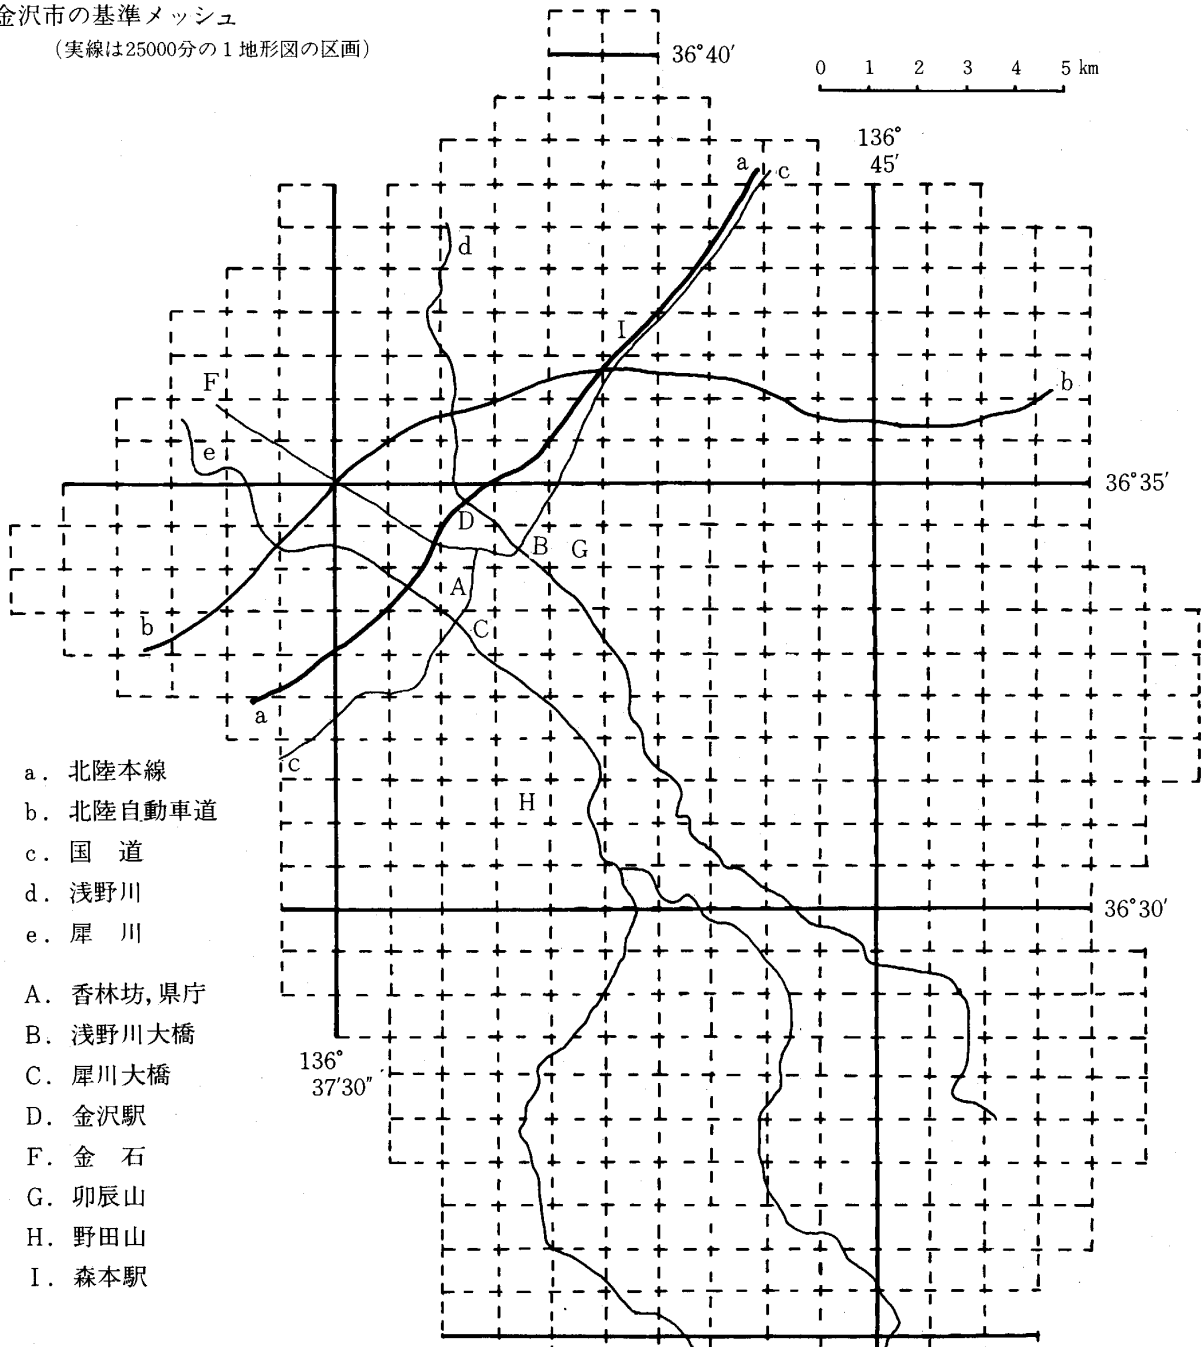 金沢市の基準メッシュ
(実線は25000分の1地形図の区画)
36°40′
0 1 2 3 4 5 km
136°
45′
a
c
d
I
F
b
e
36°35′
D
B
G
A
b
C
a
c
H
a. 北陸本線
b. 北陸自動車道
c. 国 道
d. 浅野川
e. 犀 川
36°30′
A. 香林坊, 県庁
B. 浅野川大橋
C. 犀川大橋
D. 金沢駅
F. 金 石
G. 卯辰山
H. 野田山
I. 森本駅
136°
37′30″